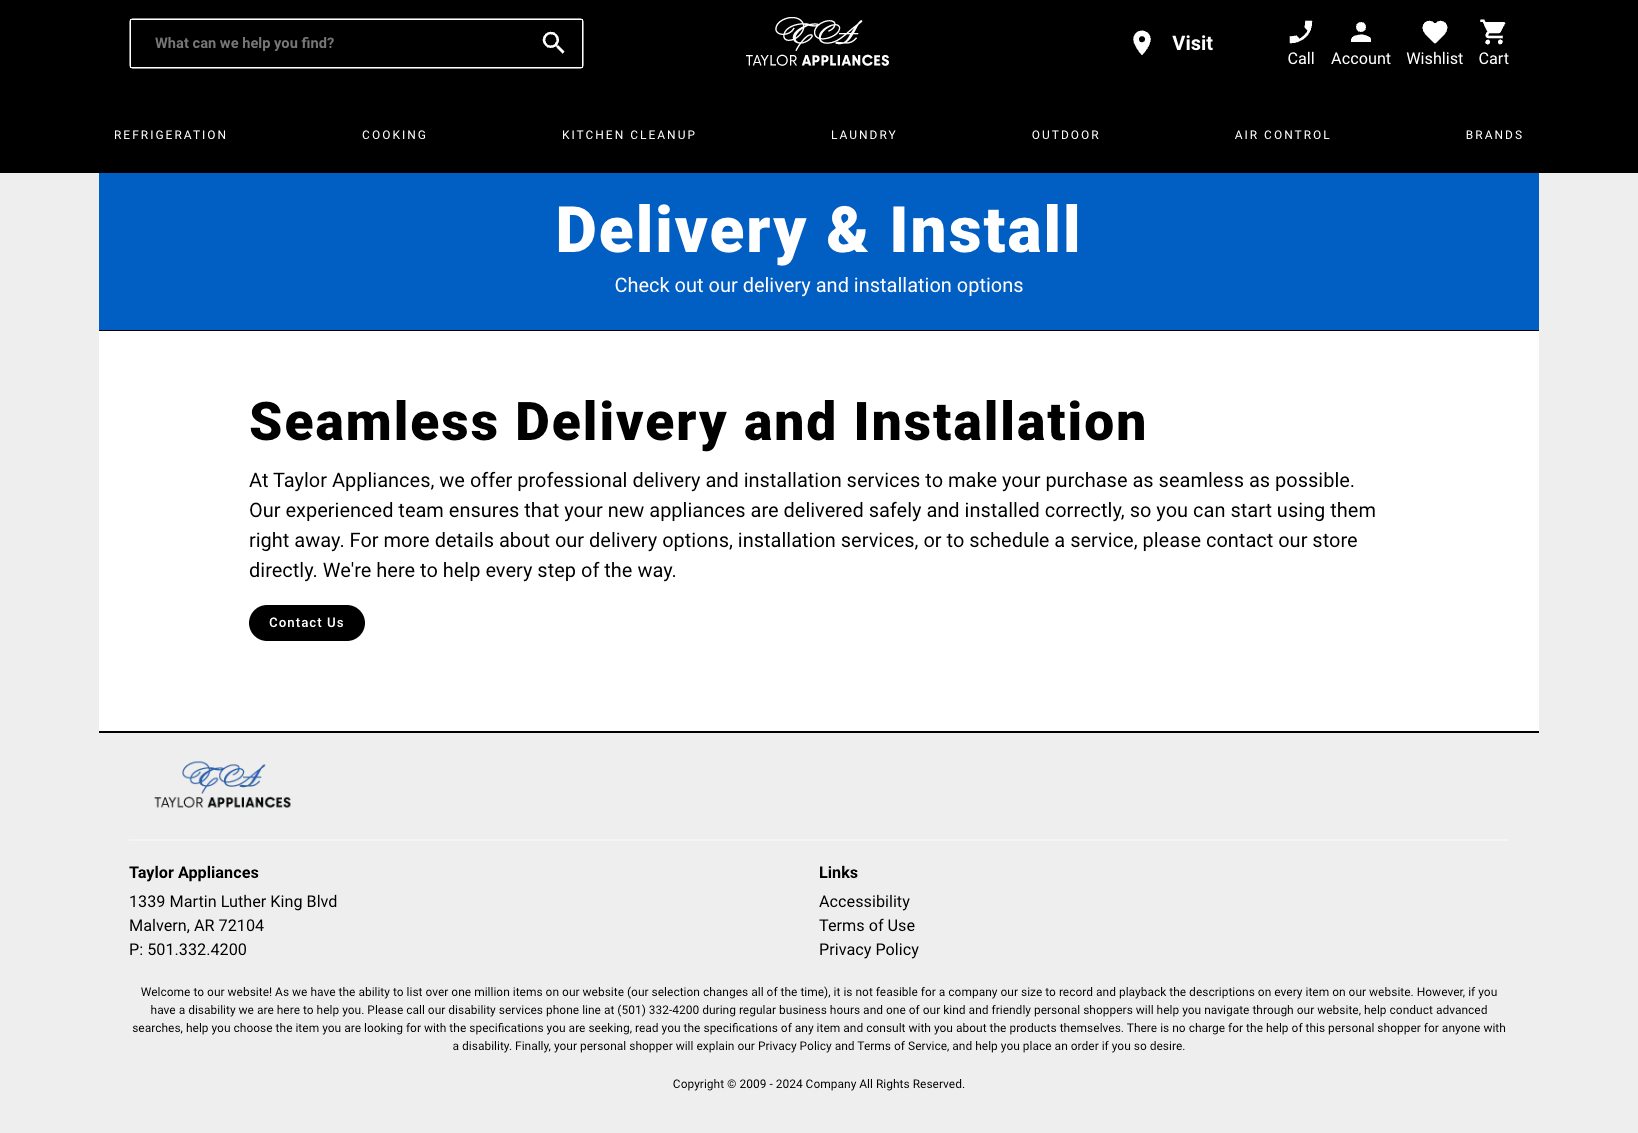 What can we help you find?
TCA
TAYLOR APPLIANCES
Visit
Call
Account
Wishlist
Cart
REFRIGERATION
COOKING
KITCHEN CLEANUP
LAUNDRY
OUTDOOR
AIR CONTROL
BRANDS
Delivery & Install
Check out our delivery and installation options
Seamless Delivery and Installation
At Taylor Appliances, we offer professional delivery and installation services to make your purchase as seamless as possible.
Our experienced team ensures that your new appliances are delivered safely and installed correctly, so you can start using them
right away. For more details about our delivery options, installation services, or to schedule a service, please contact our store
directly. We're here to help every step of the way.
Contact Us
TCA
TAYLOR APPLIANCES
Taylor Appliances
1339 Martin Luther King Blvd
Malvern, AR 72104
P: 501.332.4200
Links
Accessibility
Terms of Use
Privacy Policy
Welcome to our website! As we have the ability to list over one million items on our website (our selection changes all of the time), it is not feasible for a company our size to record and playback the descriptions on every item on our website. However, if you
have a disability we are here to help you. Please call our disability services phone line at (501) 332-4200 during regular business hours and one of our kind and friendly personal shoppers will help you navigate through our website, help conduct advanced
searches, help you choose the item you are looking for with the specifications you are seeking, read you the specifications of any item and consult with you about the products themselves. There is no charge for the help of this personal shopper for anyone with
a disability. Finally, your personal shopper will explain our Privacy Policy and Terms of Service, and help you place an order if you so desire.
Copyright © 2009 - 2024 Company All Rights Reserved.